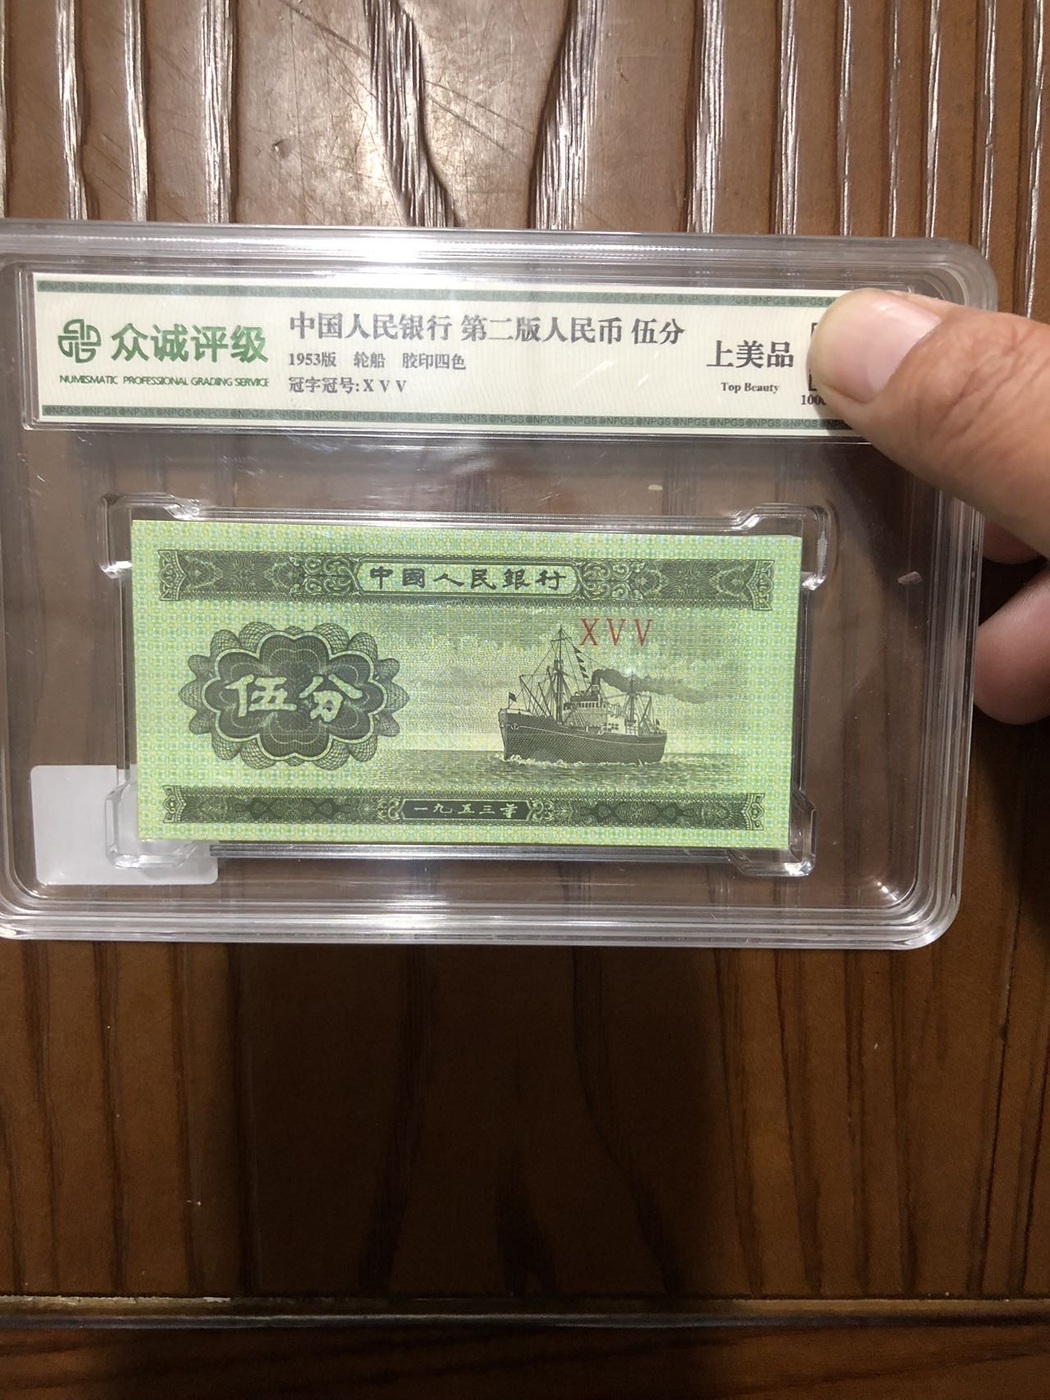 众诚评级
NUMISMATIC PROFESSIONAL GRADING SERVICE
中国人民银行 第二版人民币 伍分
1953版 轮船 胶印四色
冠字冠号:X V V
上美品
Top Beauty
中國人民銀行
XVV
伍分
一九五三年